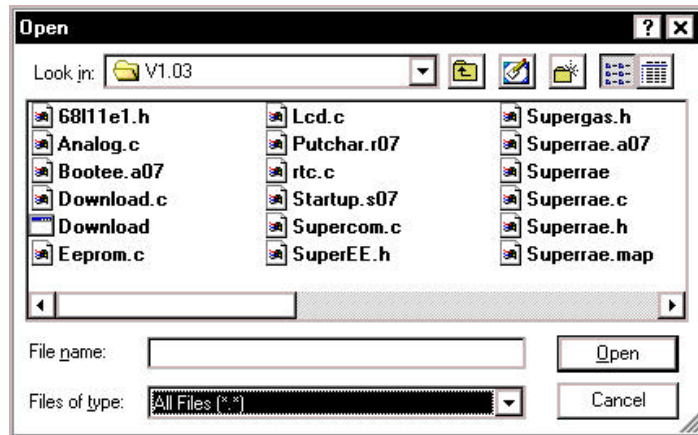 Open
Look in: V1.03
68l11e1.h
Analog.c
Bootee.a07
Download.c
Download
Eeprom.c
Lcd.c
Putchar.r07
rtc.c
Startup.s07
Supercom.c
SuperEE.h
Supergas.h
Superrae.a07
Superrae
Superrae.c
Superrae.h
Superrae.map
File name:
Open
Files of type: All Files (*.*)
Cancel